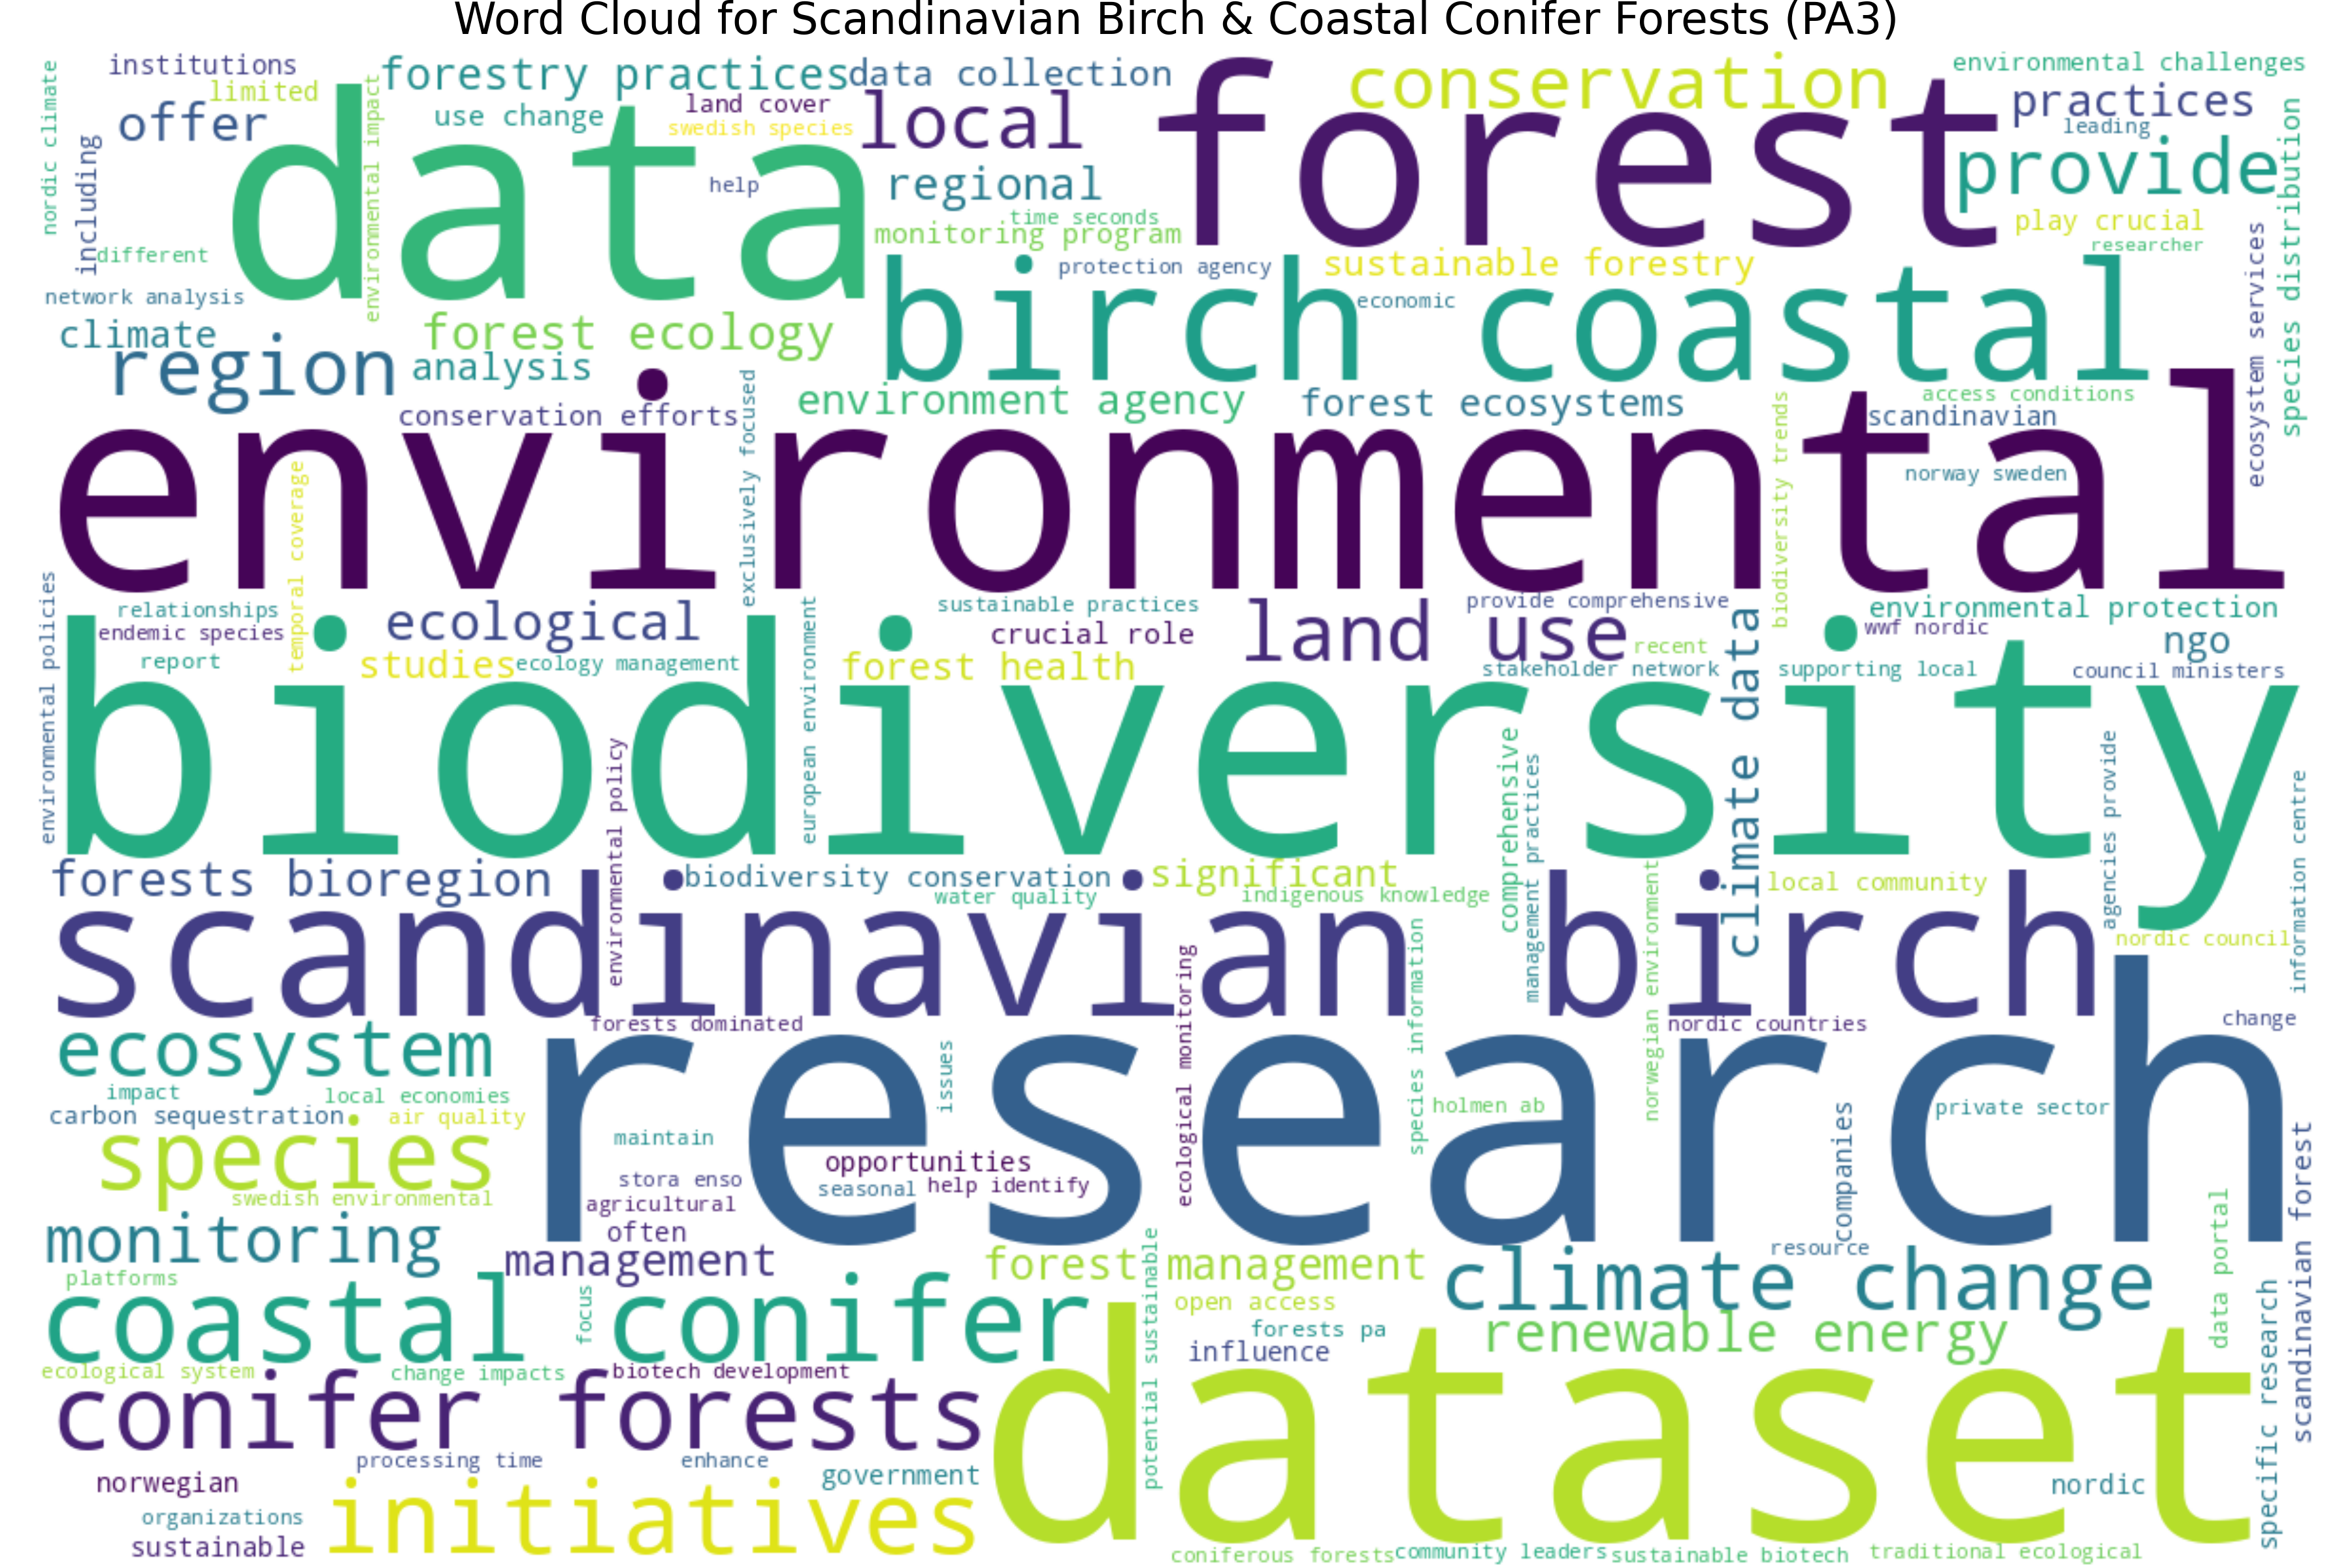 Word Cloud for Scandinavian Birch & Coastal Conifer Forests (PA3)
institutions
limited
offer
nordic climate
including
different
network analysis
climate
region
data
environmental impact
forestry practices
use change
land cover
swedish species
help
data collection
local
regional
time seconds
monitoring program
forest
conservation
environmental challenges
practices
leading
provide
play crucial
researcher
species distribution
ecosystem services
protection agency
sustainable forestry
economic
birch coastal
forest ecology
analysis
conservation efforts
exclusively focused
environment agency
forest ecosystems
access conditions
scandinavian
norway sweden
biodiversity trends
environmental
temporal coverage
environmental policies
relationships
endemic species
report
ecological
studies
ecology management
european environment
sustainable practices
crucial role
forest health
land use
provide comprehensive
recent
stakeholder network
climate data
environmental protection
wwf nordic
ngo
supporting local
council ministers
biodiversity
environmental policy
comprehensive
management practices
agencies provide
information centre
forests bioregion
biodiversity conservation
water quality
significant
indigenous knowledge
local community
nordic council
scandinavian birch
norwegian environment
species information
ecological monitoring
forests dominated
nordic countries
change
ecosystem
impact
local economies
carbon sequestration
air quality
species
swedish environmental
research
issues
maintain
stora enso
agricultural
often
opportunities
seasonal
help identify
holmen ab
companies
private sector
scandinavian forest
monitoring
platforms
management
forest management
potential sustainable
resource
climate change
data portal
coastal conifer
focus
open access
forests pa
influence
renewable energy
specific research
ecological system
change impacts
biotech development
conifer forests
dataset
processing time
enhance
government
norwegian
organizations
sustainable
initiatives
nordic
coniferous forests
community leaders
sustainable biotech
traditional ecological